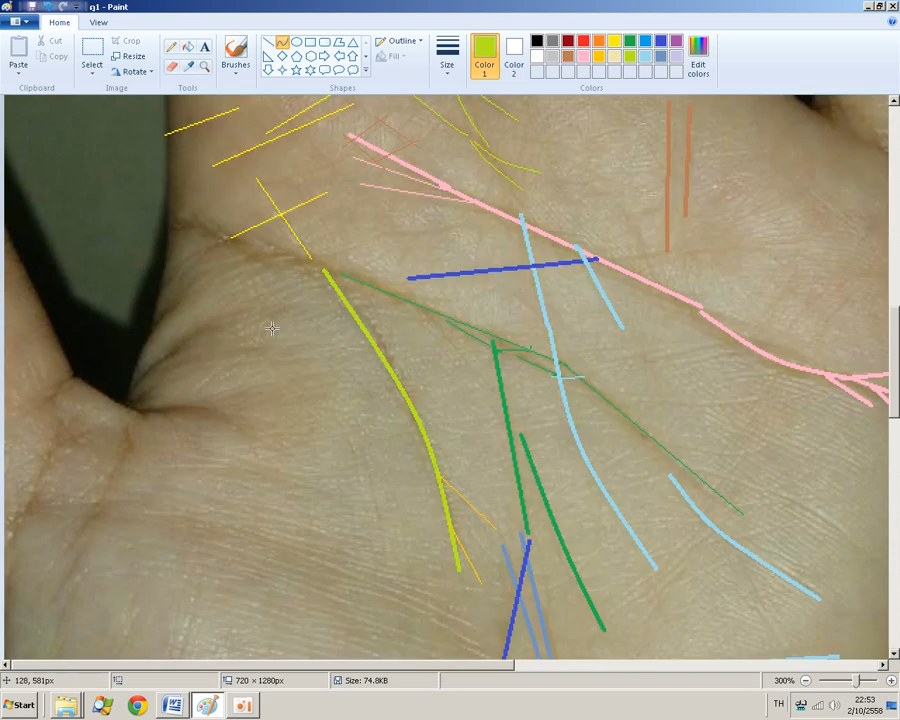 g1 - Paint
Home
View
Paste
Cut
Copy
Clipboard
Select
Crop
Resize
Rotate
Image
A
Tools
Brushes
Outline
Fill
Shapes
Size
Color 1
Color 2
Edit colors
Colors
128, 581px
720 × 1280px
Size: 74.8KB
300%
Start
TH
22:53
2/10/2558